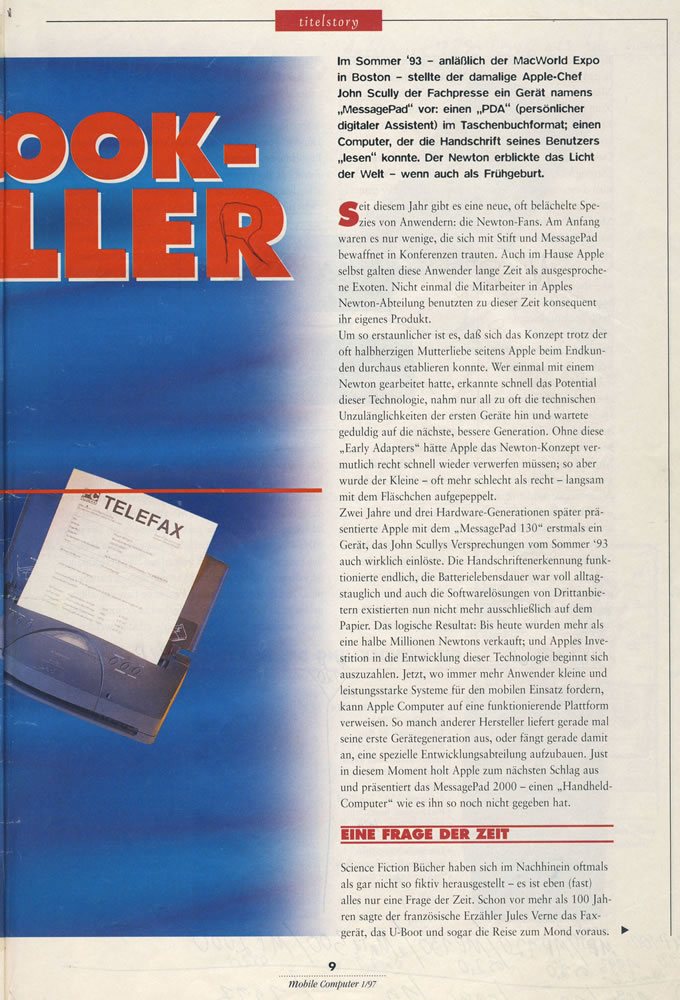 titelstory
OOK-
LLER
TELEFAX
Im Sommer '93 – anläßlich der MacWorld Expo
in Boston – stellte der damalige Apple-Chef
John Scully der Fachpresse ein Gerät namens
„MessagePad" vor: einen „PDA" (persönlicher
digitaler Assistent) im Taschenbuchformat; einen
Computer, der die Handschrift seines Benutzers
„lesen" konnte. Der Newton erblickte das Licht
der Welt – wenn auch als Frühgeburt.
Seit diesem Jahr gibt es eine neue, oft belächelte Spe-
zies von Anwendern: die Newton-Fans. Am Anfang
waren es nur wenige, die sich mit Stift und MessagePad
bewaffnet in Konferenzen trauten. Auch im Hause Apple
selbst galten diese Anwender lange Zeit als ausgesproche-
ne Exoten. Nicht einmal die Mitarbeiter in Apples
Newton-Abteilung benutzten zu dieser Zeit konsequent
ihr eigenes Produkt.
Um so erstaunlicher ist es, daß sich das Konzept trotz der
oft halbherzigen Mutterliebe seitens Apple beim Endkun-
den durchaus etablieren konnte. Wer einmal mit einem
Newton gearbeitet hatte, erkannte schnell das Potential
dieser Technologie, nahm nur all zu oft die technischen
Unzulänglichkeiten der ersten Geräte hin und wartete
geduldig auf die nächste, bessere Generation. Ohne diese
„Early Adapters" hätte Apple das Newton-Konzept ver-
mutlich recht schnell wieder verwerfen müssen; so aber
wurde der Kleine – oft mehr schlecht als recht – langsam
mit dem Fläschchen aufgepeppelt.
Zwei Jahre und drei Hardware-Generationen später prä-
sentierte Apple mit dem „MessagePad 130" erstmals ein
Gerät, das John Scullys Versprechungen vom Sommer '93
auch wirklich einlöste. Die Handschriftenerkennung funk-
tionierte endlich, die Batterielebensdauer war voll alltag-
stauglich und auch die Softwarelösungen von Drittanbie-
tern existierten nun nicht mehr ausschließlich auf dem
Papier. Das logische Resultat: Bis heute wurden mehr als
eine halbe Millionen Newtons verkauft; und Apples Inve-
stition in die Entwicklung dieser Technologie beginnt sich
auszuzahlen. Jetzt, wo immer mehr Anwender kleine und
leistungsstarke Systeme für den mobilen Einsatz fordern,
kann Apple Computer auf eine funktionierende Plattform
verweisen. So manch anderer Hersteller liefert gerade mal
seine erste Gerätegeneration aus, oder fängt gerade damit
an, eine spezielle Entwicklungsabteilung aufzubauen. Just
in diesem Moment holt Apple zum nächsten Schlag aus
und präsentiert das MessagePad 2000 – einen „Handheld-
Computer" wie es ihn so noch nicht gegeben hat.
EINE FRAGE DER ZEIT
Science Fiction Bücher haben sich im Nachhinein oftmals
als gar nicht so fiktiv herausgestellt – es ist eben (fast)
alles nur eine Frage der Zeit. Schon vor mehr als 100 Jah-
ren sagte der französische Erzähler Jules Verne das Fax-
gerät, das U-Boot und sogar die Reise zum Mond voraus.
9
Mobile Computer 1/97